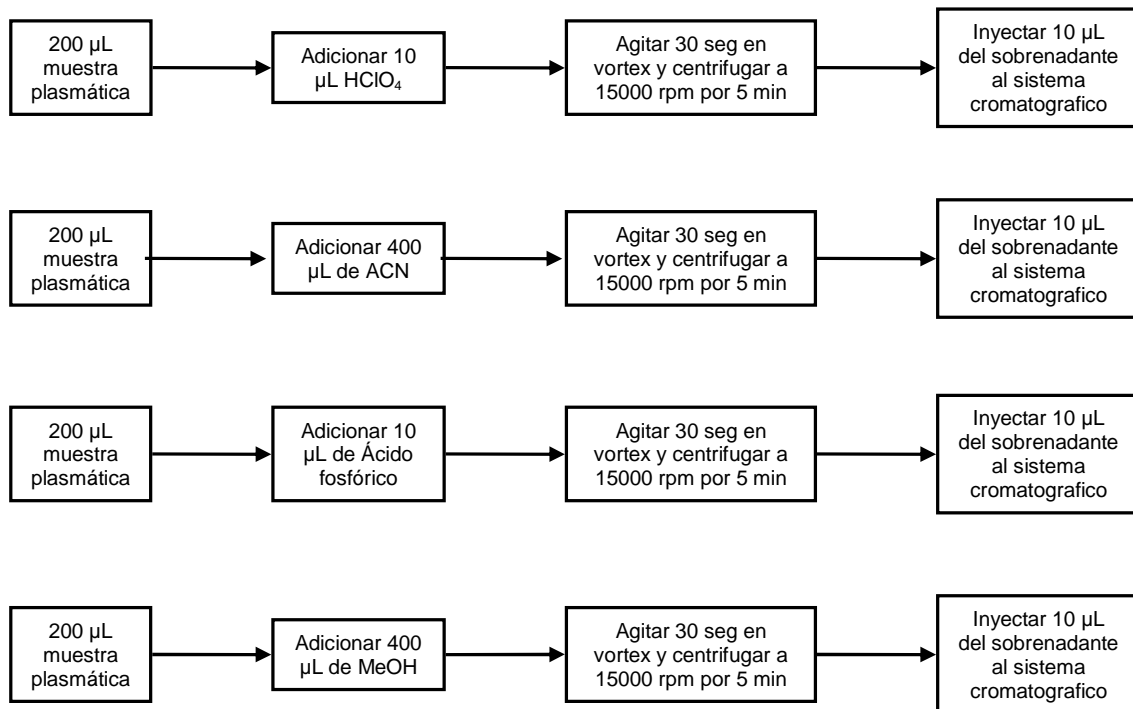 200 µL
muestra
plasmática
Adicionar 10
µL HClO4
Agitar 30 seg en
vortex y centrifugar a
15000 rpm por 5 min
Inyectar 10 µL
del sobrenadante
al sistema
cromatografico
200 µL
muestra
plasmática
Adicionar 400
µL de ACN
Agitar 30 seg en
vortex y centrifugar a
15000 rpm por 5 min
Inyectar 10 µL
del sobrenadante
al sistema
cromatografico
200 µL
muestra
plasmática
Adicionar 10
µL de Ácido
fosfórico
Agitar 30 seg en
vortex y centrifugar a
15000 rpm por 5 min
Inyectar 10 µL
del sobrenadante
al sistema
cromatografico
200 µL
muestra
plasmática
Adicionar 400
µL de MeOH
Agitar 30 seg en
vortex y centrifugar a
15000 rpm por 5 min
Inyectar 10 µL
del sobrenadante
al sistema
cromatografico